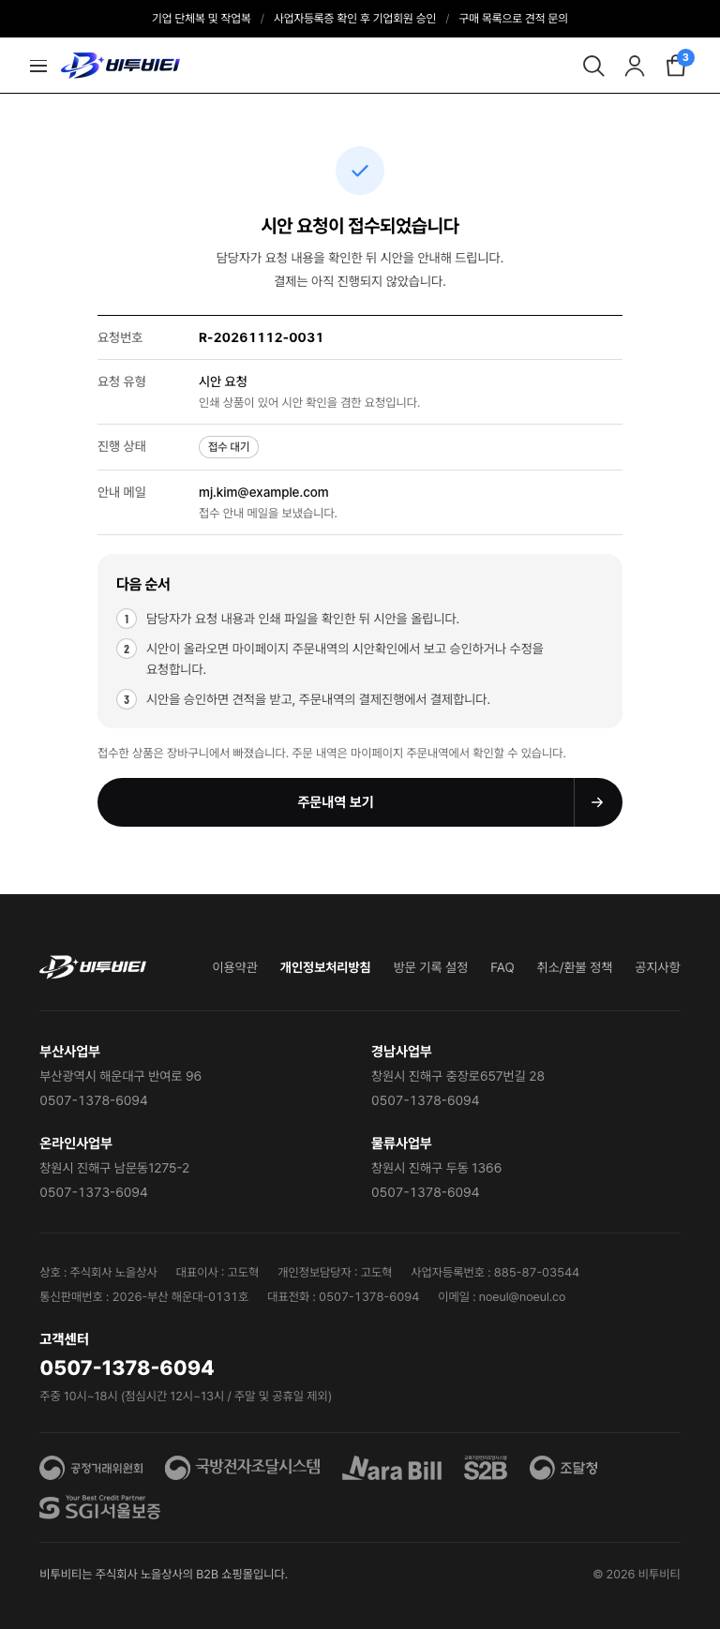 기업 단체복 및 작업복 / 사업자등록증 확인 후 기업회원 승인 / 구매 목록으로 견적 문의
비투비티
3
시안 요청이 접수되었습니다
담당자가 요청 내용을 확인한 뒤 시안을 안내해 드립니다.
결제는 아직 진행되지 않았습니다.
요청번호 R-20261112-0031
요청 유형 시안 요청
인쇄 상품이 있어 시안 확인을 겸한 요청입니다.
진행 상태 접수 대기
안내 메일 mj.kim@example.com
접수 안내 메일을 보냈습니다.
다음 순서
1 담당자가 요청 내용과 인쇄 파일을 확인한 뒤 시안을 올립니다.
2 시안이 올라오면 마이페이지 주문내역의 시안확인에서 보고 승인하거나 수정을
요청합니다.
3 시안을 승인하면 견적을 받고, 주문내역의 결제진행에서 결제합니다.
접수한 상품은 장바구니에서 빠졌습니다. 주문 내역은 마이페이지 주문내역에서 확인할 수 있습니다.
주문내역 보기
비투비티 이용약관 개인정보처리방침 방문 기록 설정 FAQ 취소/환불 정책 공지사항
부산사업부
부산광역시 해운대구 반여로 96
0507-1378-6094
경남사업부
창원시 진해구 충장로657번길 28
0507-1378-6094
온라인사업부
창원시 진해구 남문동1275-2
0507-1373-6094
물류사업부
창원시 진해구 두동 1366
0507-1378-6094
상호 : 주식회사 노을상사 대표이사 : 고도혁 개인정보담당자 : 고도혁 사업자등록번호 : 885-87-03544
통신판매번호 : 2026-부산 해운대-0131호 대표전화 : 0507-1378-6094 이메일 : noeul@noeul.co
고객센터
0507-1378-6094
주중 10시~18시 (점심시간 12시~13시 / 주말 및 공휴일 제외)
공정거래위원회 국방전자조달시스템 Nara Bill S2B 조달청
Your Best Credit Partner
SGI서울보증
비투비티는 주식회사 노을상사의 B2B 쇼핑몰입니다. © 2026 비투비티